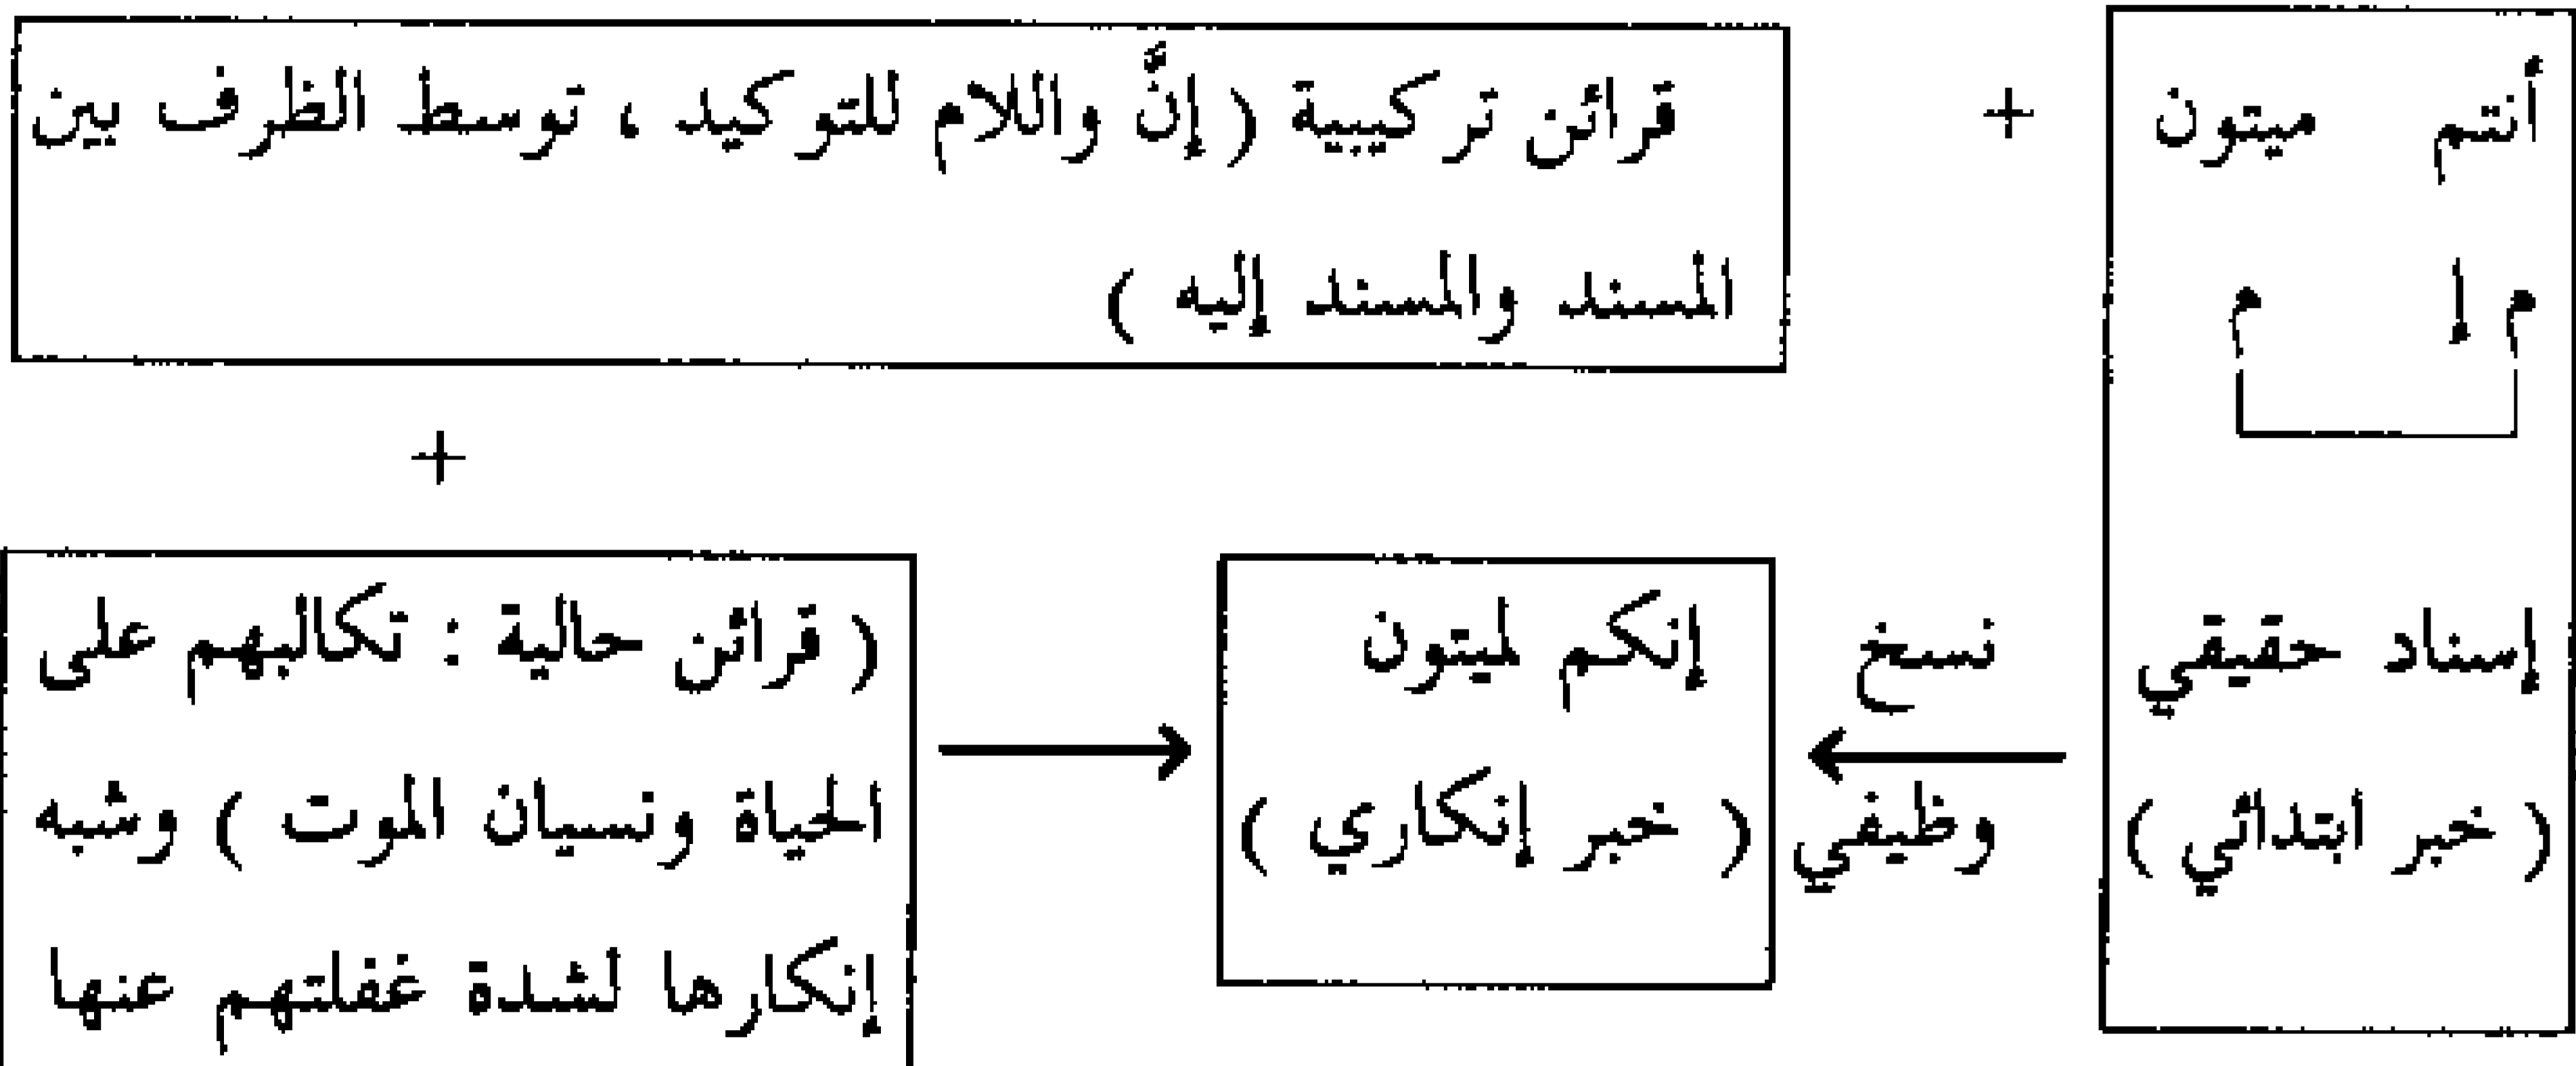 أنتم ميتون
م إ م
إسناد حقيقي
( خبر ابتدائي )
+
قرائن تركيبية ( إنَّ واللام للتوكيد ، توسط الظرف بين
المسند والمسند إليه )
+
( قرائن حالية : تكالبهم على
الحياة ونسيان الموت ) وشبه
إنكارها لشدة غفلتهم عنها
إنكم لميتون
( خبر إنكاري )
نسخ
وظيفي